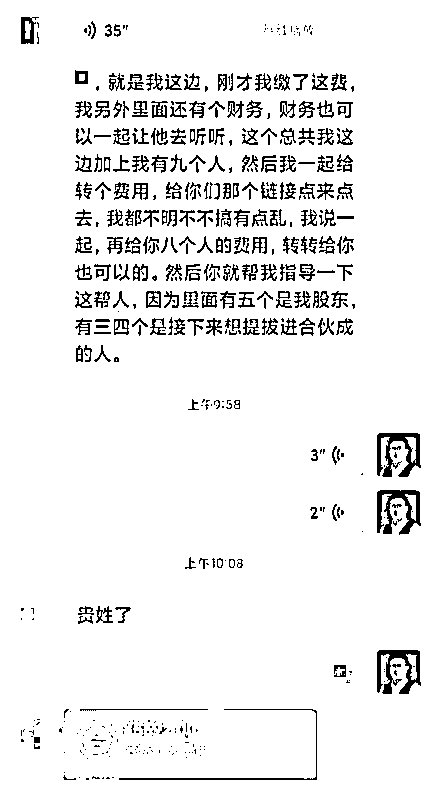 35"
，就是我这边，刚才我缴了这费，
我另外里面还有个财务，财务也可
以一起让他去听听，这个总共我这
边加上我有九个人，然后我一起给
转个费用，给你们那个链接点来点
去，我都不明不不搞有点乱，我说一
起，再给你八个人的费用，转转给你
也可以的。然后你就帮我指导一下
这帮人，因为里面有五个是我股东，
有三四个是接下来想提拔进合伙成
的人。
上午9:58
3"
2"
上午10:08
贵姓了